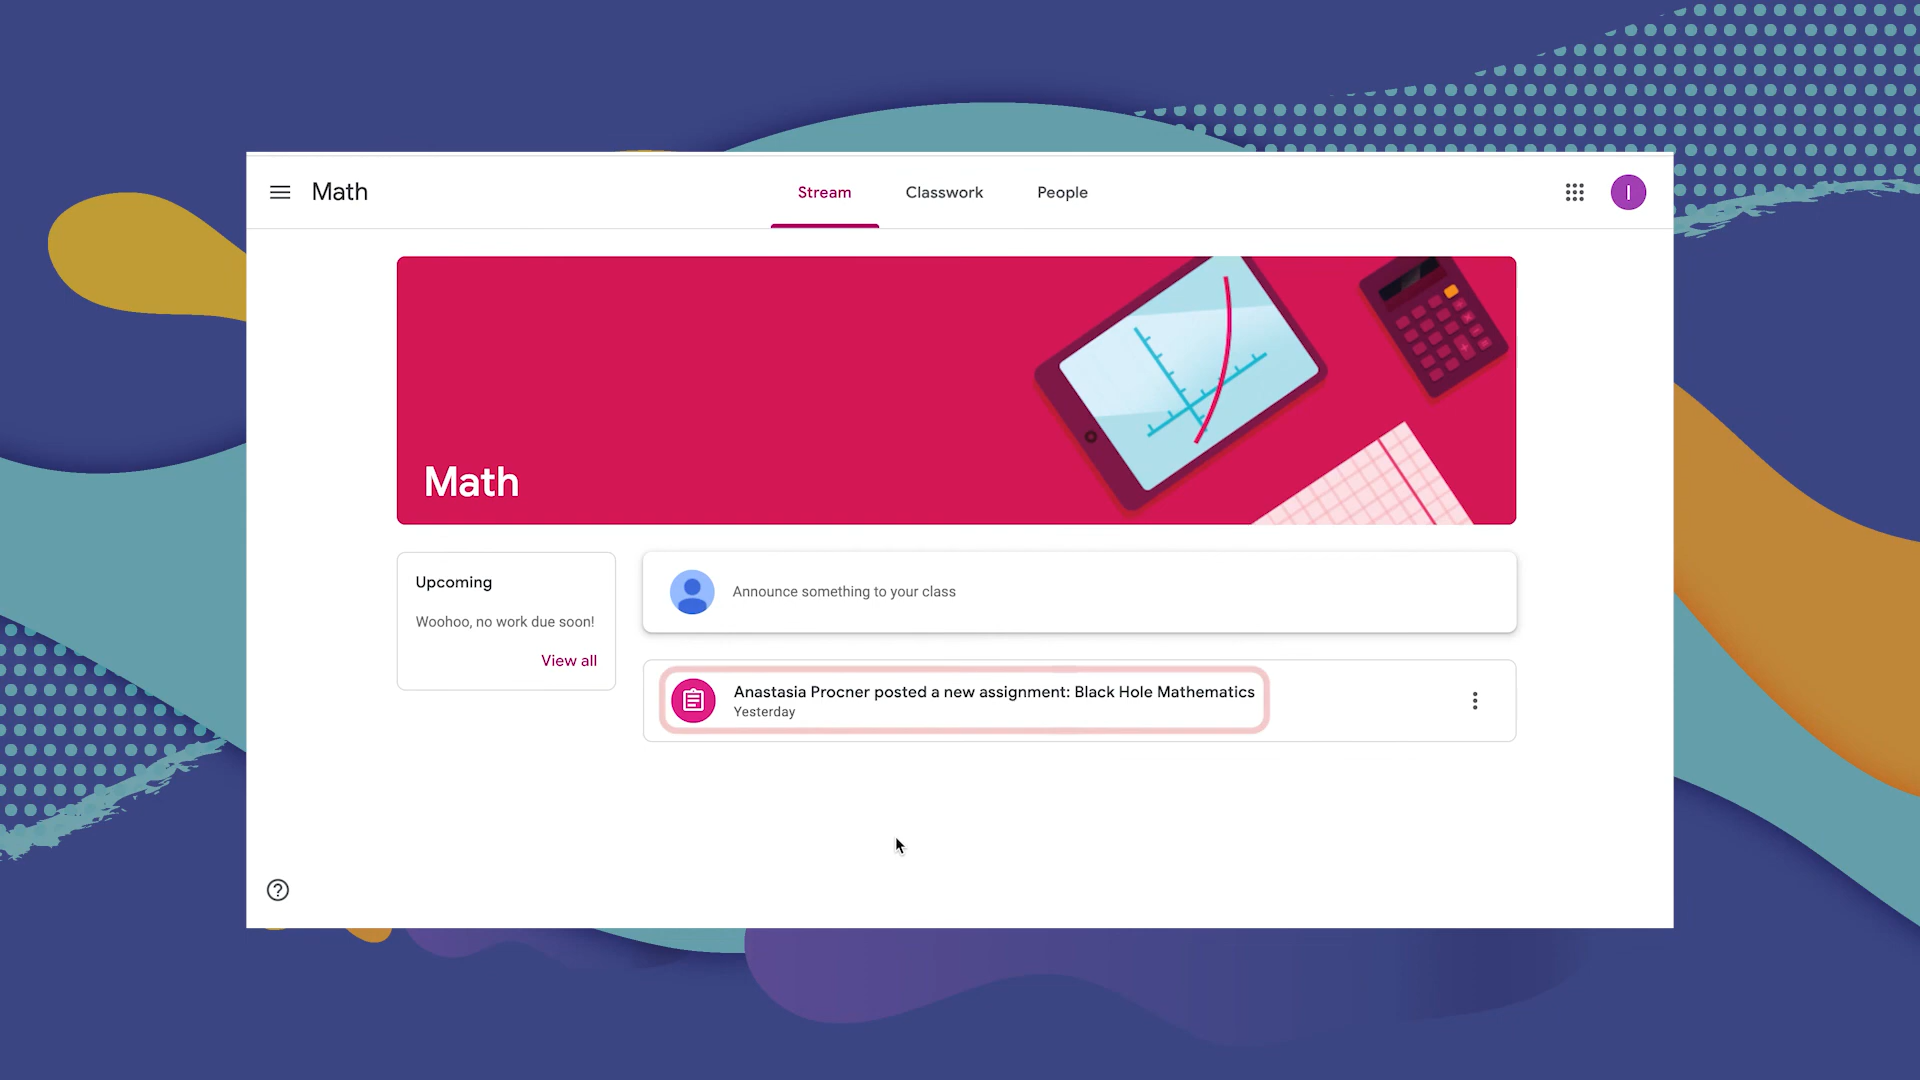 Math
Stream
Classwork
People
I
Math
Upcoming
Woohoo, no work due soon!
View all
Announce something to your class
Anastasia Procner posted a new assignment: Black Hole Mathematics
Yesterday
?